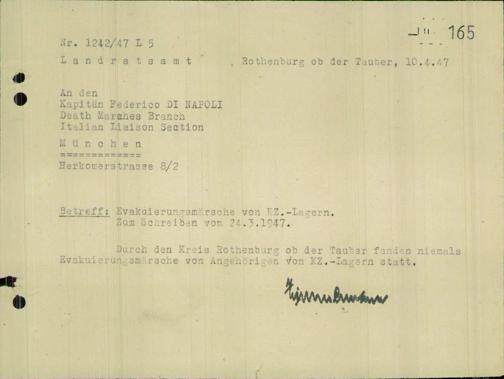 165
Nr. 1242/47 L 5
Landratsamt Rothenburg ob der Tauber, 10.4.47
An den
Kapitän Federico DI NAPOLI
Death Marches Branch
Italian Liaison Section
München
============
Herkomerstrasse 8/2
Betreff: Evakuierungsmärsche von KZ.-Lagern.
Zum Schreiben vom 24.3.1947.
Durch den Kreis Rothenburg ob der Tauber fanden niemals
Evakuierungsmärsche von Angehörigen von KZ.-Lagern statt.